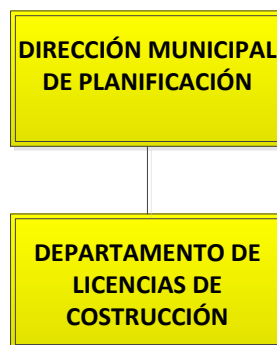 DIRECCIÓN MUNICIPAL
DE PLANIFICACIÓN
DEPARTAMENTO DE
LICENCIAS DE
COSTRUCCIÓN